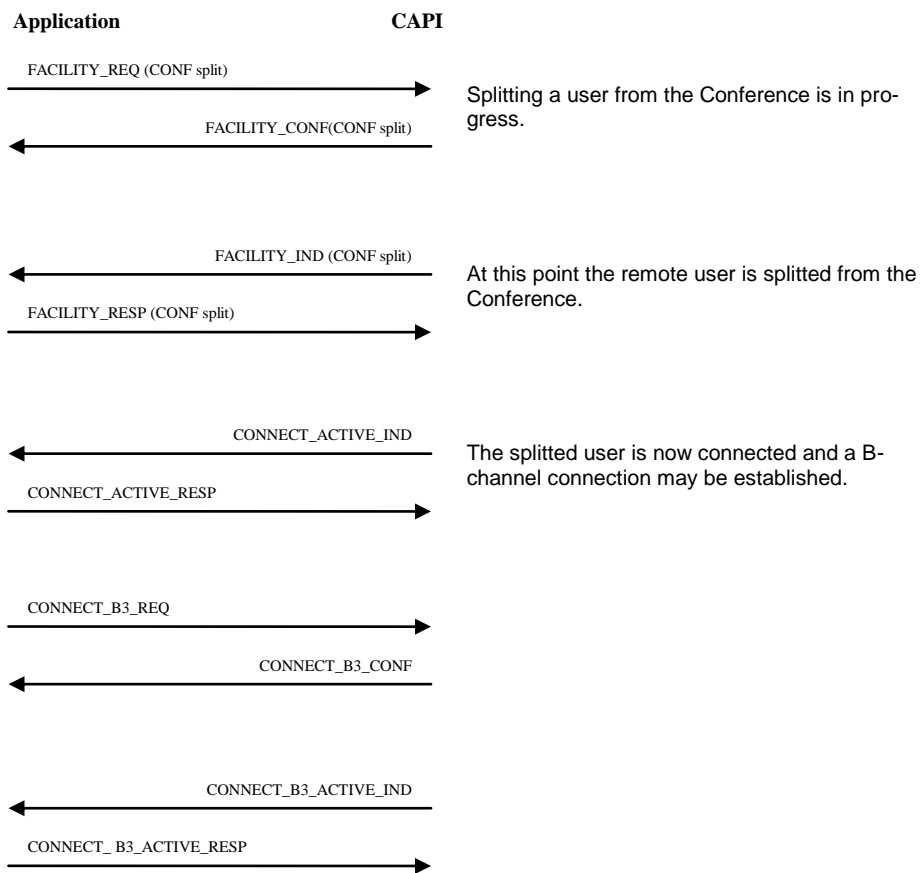 Application CAPI
FACILITY_REQ (CONF split)
Splitting a user from the Conference is in pro-
gress.
FACILITY_CONF(CONF split)
FACILITY_IND (CONF split)
At this point the remote user is splitted from the
Conference.
FACILITY_RESP (CONF split)
CONNECT_ACTIVE_IND
The splitted user is now connected and a B-
channel connection may be established.
CONNECT_ACTIVE_RESP
CONNECT_B3_REQ
CONNECT_B3_CONF
CONNECT_B3_ACTIVE_IND
CONNECT_ B3_ACTIVE_RESP